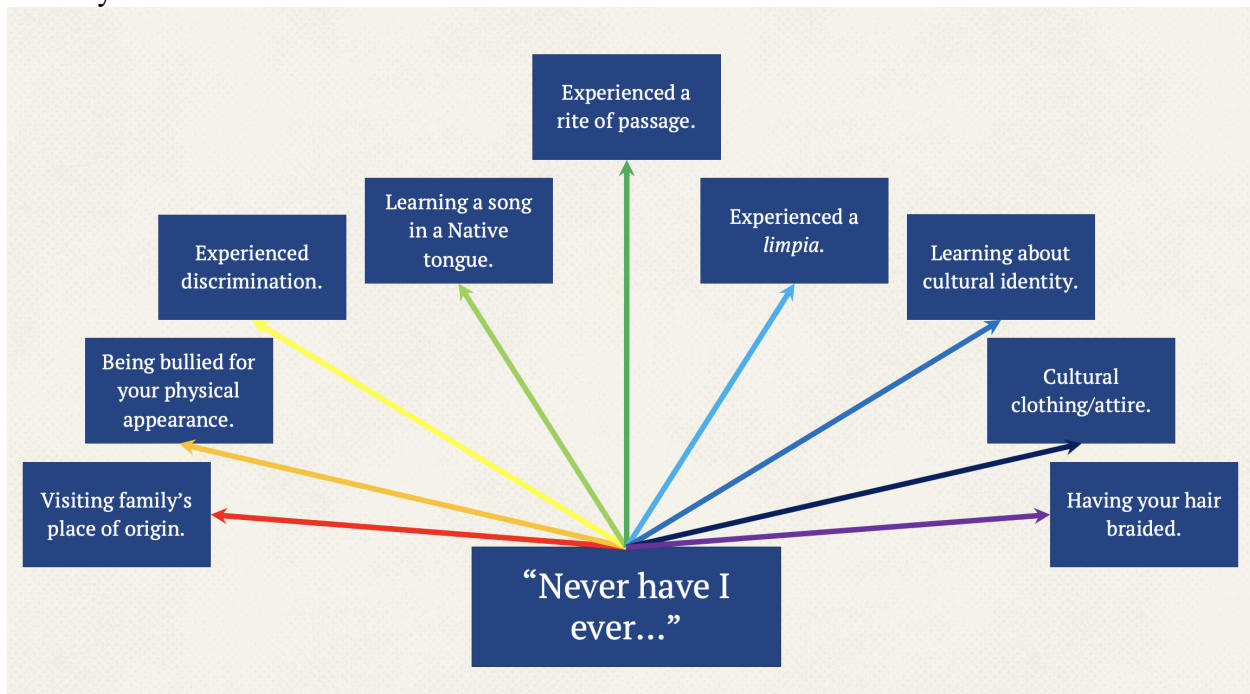 Experienced a
rite of passage.
Learning a song
in a Native
tongue.
Experienced a
limpia.
Experienced
discrimination.
Learning about
cultural identity.
Being bullied for
your physical
appearance.
Cultural
clothing/attire.
Visiting family’s
place of origin.
Having your hair
braided.
“Never have I
ever...”